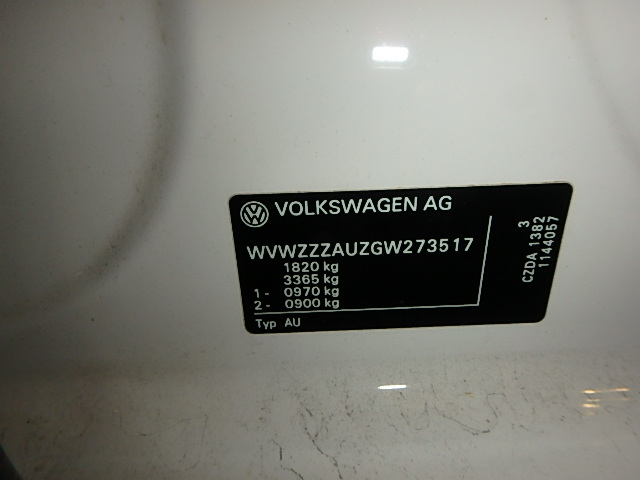 VOLKSWAGEN AG
WVWZZZAUZGW273517
1820 kg
3365 kg
1- 0970 kg
2- 0900 kg
Typ AU
3
CZDA 1382
1144057